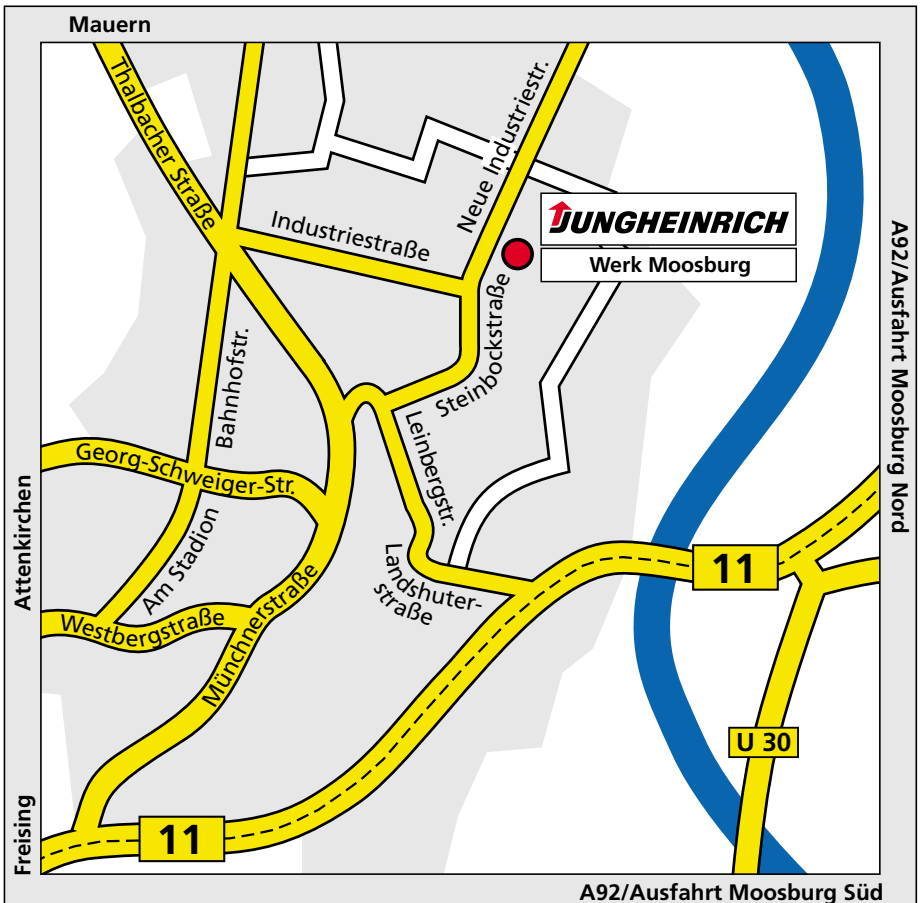 Mauern
Thalbacher Straße
Neue Industriestr.
Industriestraße
JUNGHEINRICH
Werk Moosburg
A92/Ausfahrt Moosburg Nord
Steinbockstraße
Bahnhofstr.
Leinbergstr.
Georg-Schweiger-Str.
Attenkirchen
Am Stadion
Landshuter-
straße
11
Westbergstraße
Münchnerstraße
U 30
Freising
11
A92/Ausfahrt Moosburg Süd